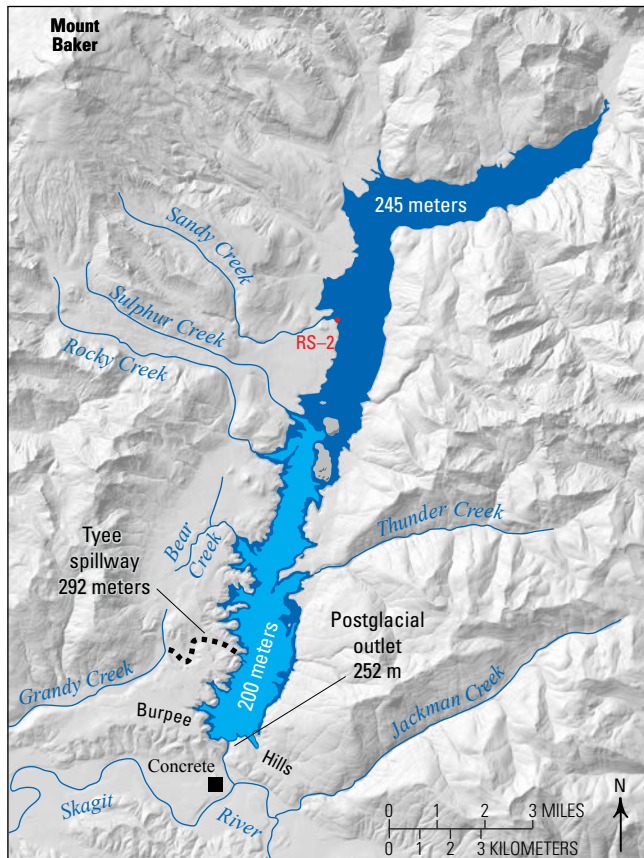 Mount
Baker
245 meters
Sandy Creek
Sulphur Creek
RS–2
Rocky Creek
Thunder Creek
Bear
Creek
Tyee
spillway
292 meters
Postglacial
outlet
252 m
200 meters
Grandy Creek
Jackman Creek
Burpee
Hills
Concrete
Skagit
River
N
0 1 2 3 MILES
0 1 2 3 KILOMETERS